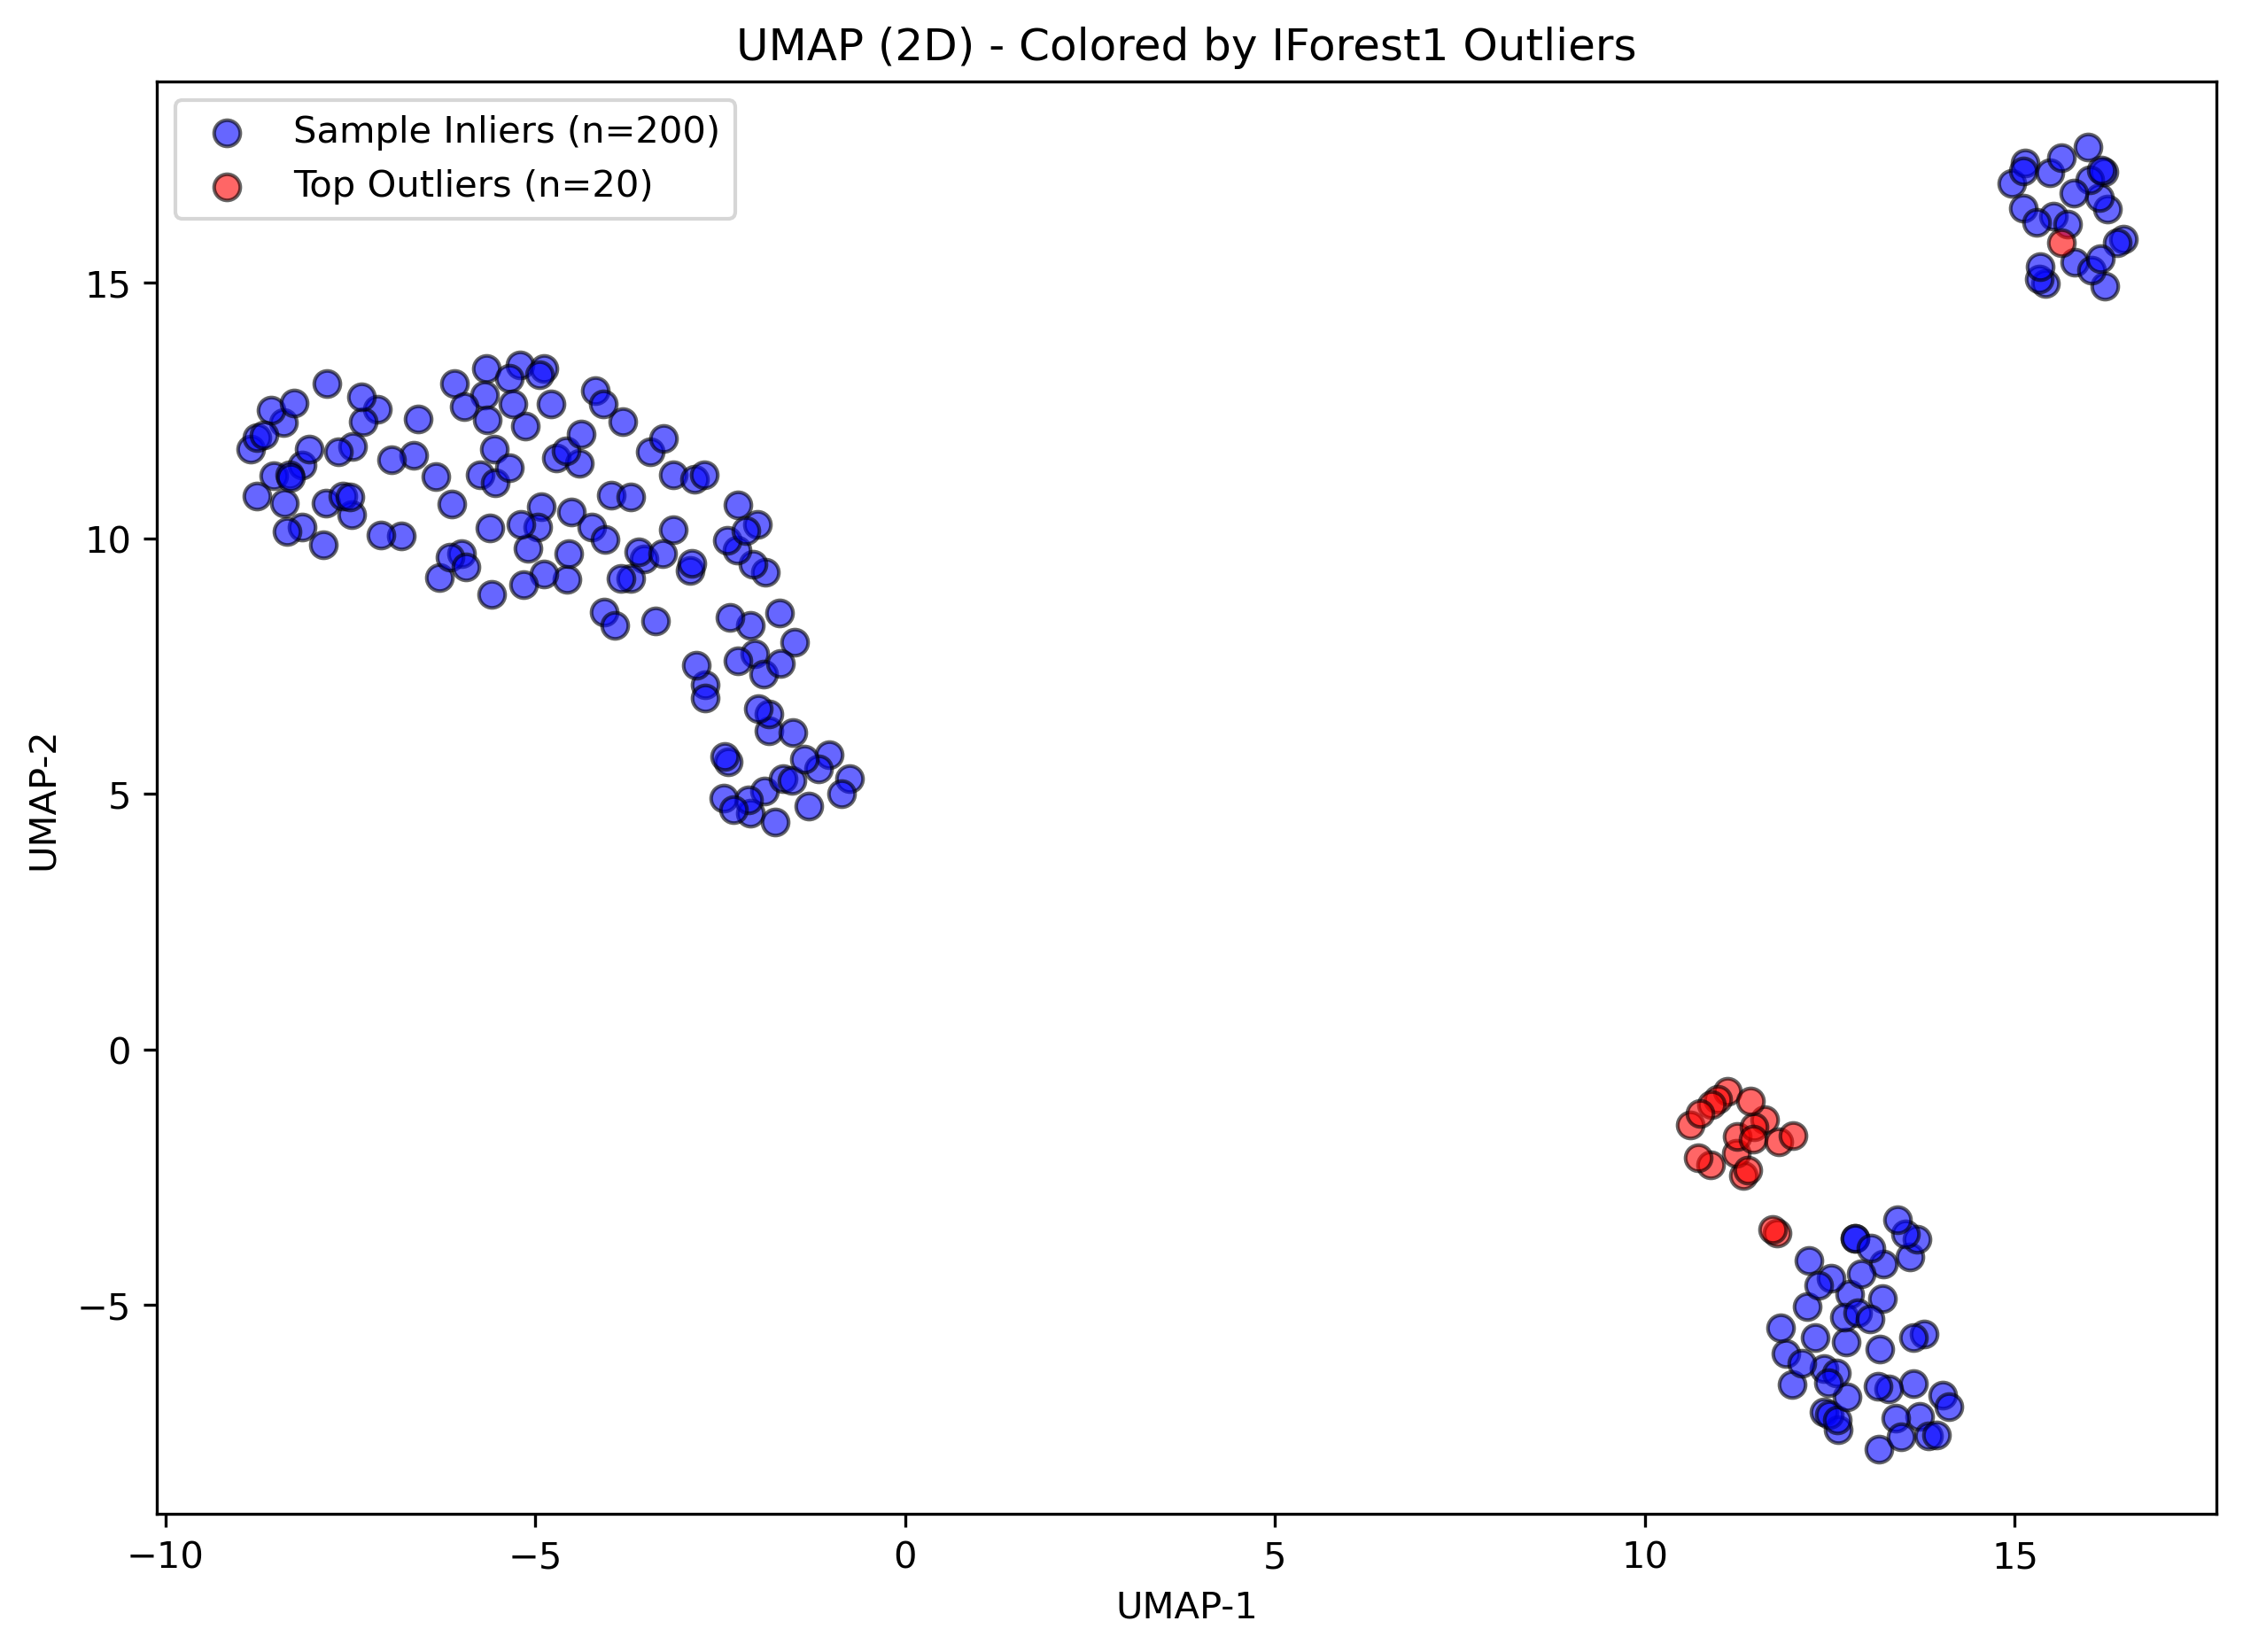 UMAP (2D) - Colored by IForest1 Outliers
Sample Inliers (n=200)
Top Outliers (n=20)
15
10
5
0
−5
UMAP-2
−10
−5
0
5
10
15
UMAP-1